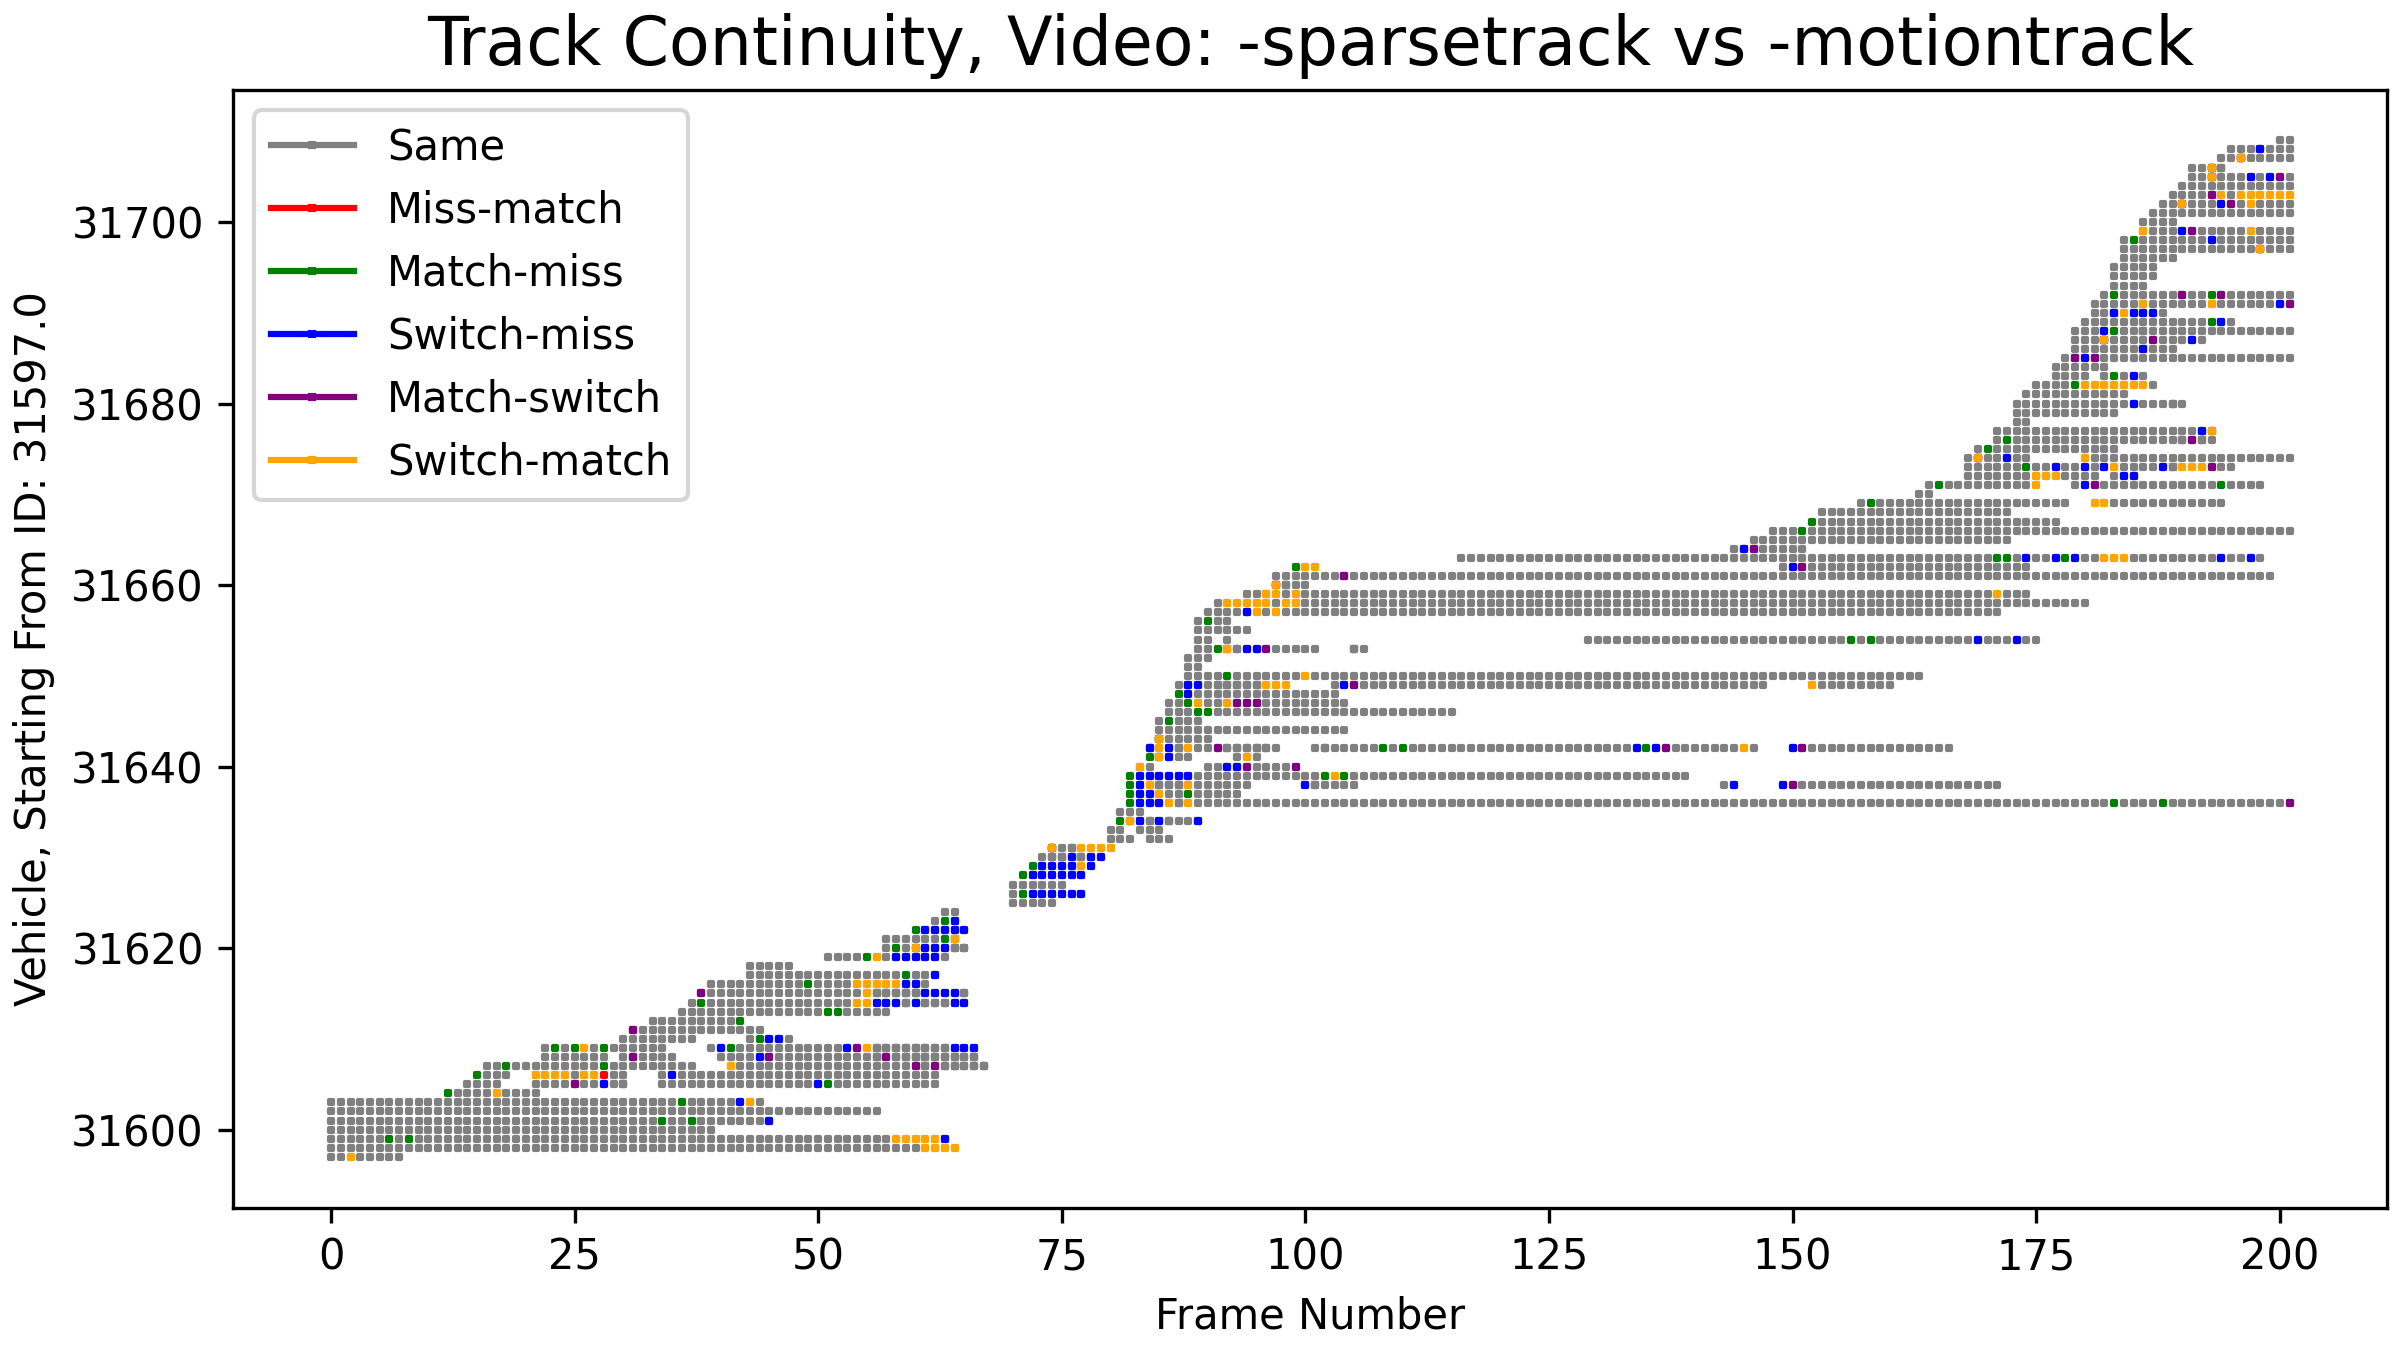 Track Continuity, Video: -sparsetrack vs -motiontrack
Same
Miss-match
Match-miss
Switch-miss
Match-switch
Switch-match
Vehicle, Starting From ID: 31597.0
31700
31680
31660
31640
31620
31600
0 25 50 75 100 125 150 175 200
Frame Number